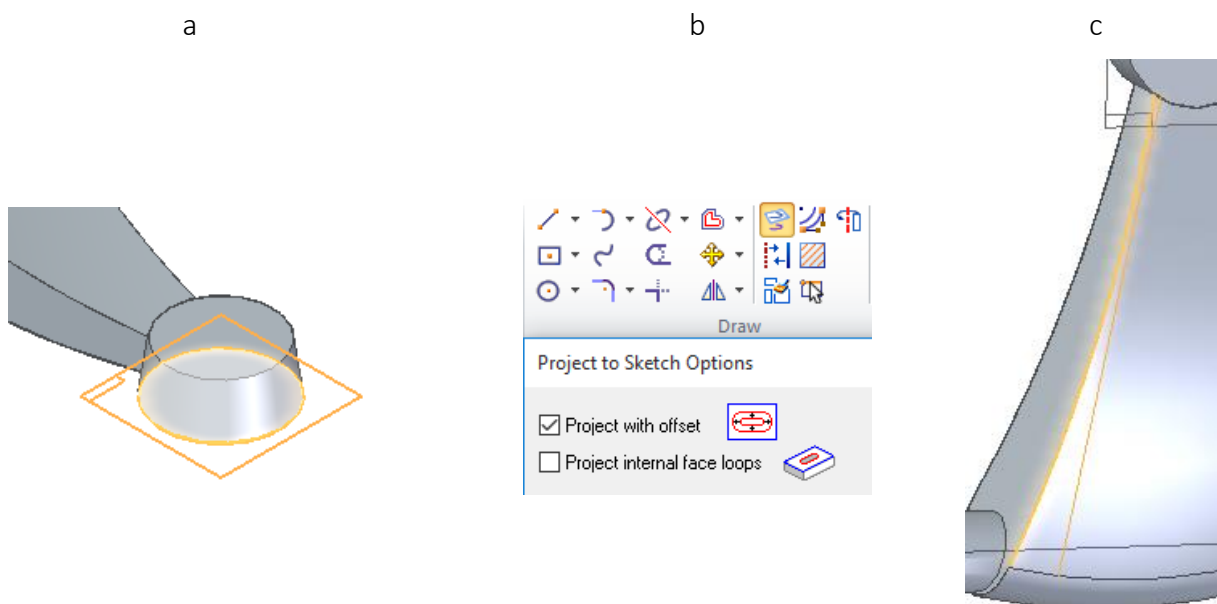 a
b
c
Draw
Project to Sketch Options
Project with offset
Project internal face loops